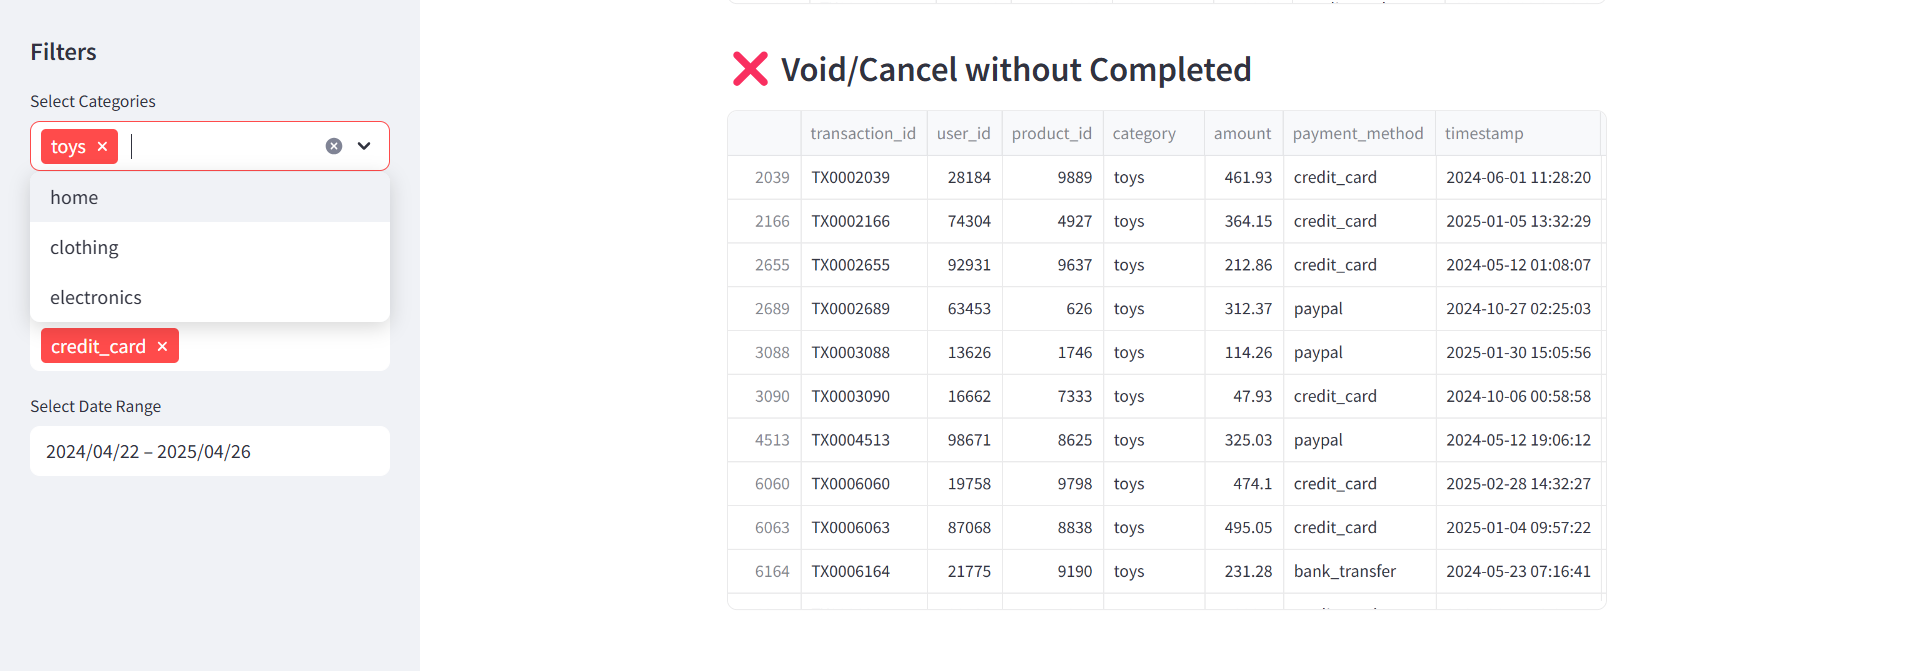 Filters
Select Categories
toys
home
clothing
electronics
credit_card
Select Date Range
2024/04/22 – 2025/04/26
Void/Cancel without Completed
transaction_id user_id product_id category amount payment_method timestamp
2039 TX0002039 28184 9889 toys 461.93 credit_card 2024-06-01 11:28:20
2166 TX0002166 74304 4927 toys 364.15 credit_card 2025-01-05 13:32:29
2655 TX0002655 92931 9637 toys 212.86 credit_card 2024-05-12 01:08:07
2689 TX0002689 63453 626 toys 312.37 paypal 2024-10-27 02:25:03
3088 TX0003088 13626 1746 toys 114.26 paypal 2025-01-30 15:05:56
3090 TX0003090 16662 7333 toys 47.93 credit_card 2024-10-06 00:58:58
4513 TX0004513 98671 8625 toys 325.03 paypal 2024-05-12 19:06:12
6060 TX0006060 19758 9798 toys 474.1 credit_card 2025-02-28 14:32:27
6063 TX0006063 87068 8838 toys 495.05 credit_card 2025-01-04 09:57:22
6164 TX0006164 21775 9190 toys 231.28 bank_transfer 2024-05-23 07:16:41